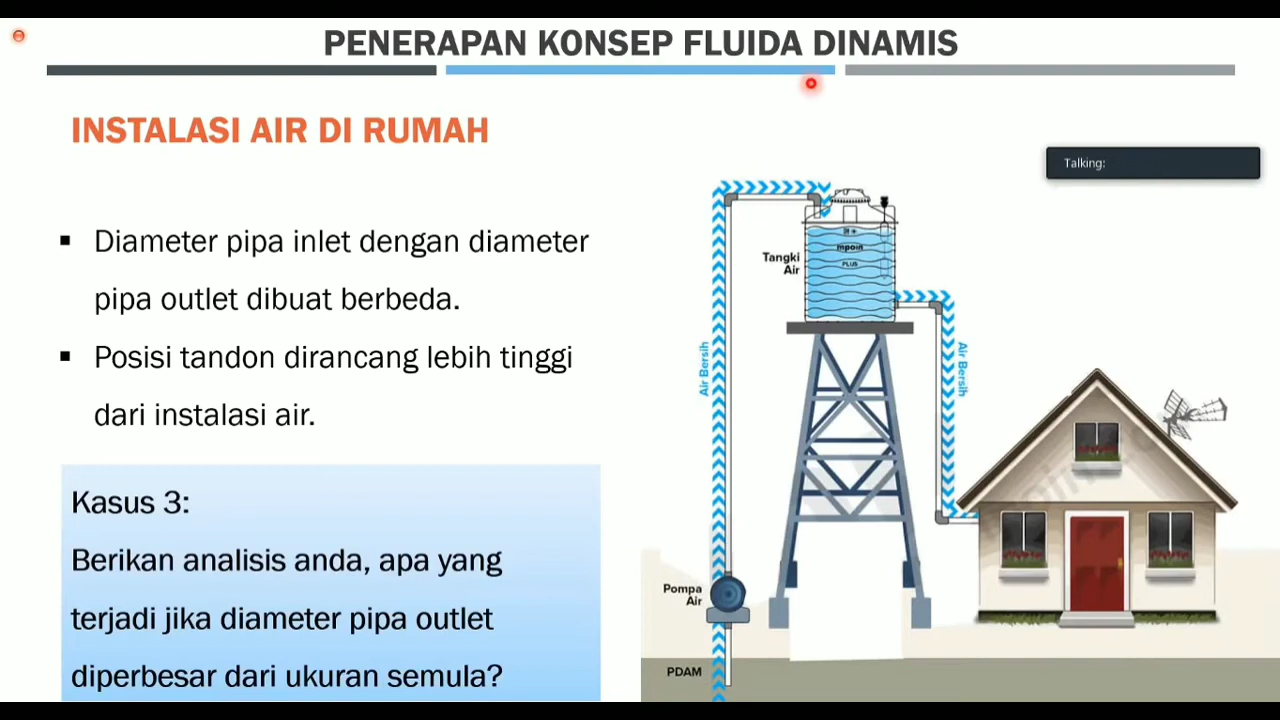 PENERAPAN KONSEP FLUIDA DINAMIS
INSTALASI AIR DI RUMAH
Talking:
▪ Diameter pipa inlet dengan diameter
pipa outlet dibuat berbeda.
▪ Posisi tandon dirancang lebih tinggi
dari instalasi air.
Kasus 3:
Berikan analisis anda, apa yang
terjadi jika diameter pipa outlet
diperbesar dari ukuran semula?
Tangki
Air
mpoin
PLUS
Air Bersih
Air Bersih
Pompa
Air
PDAM